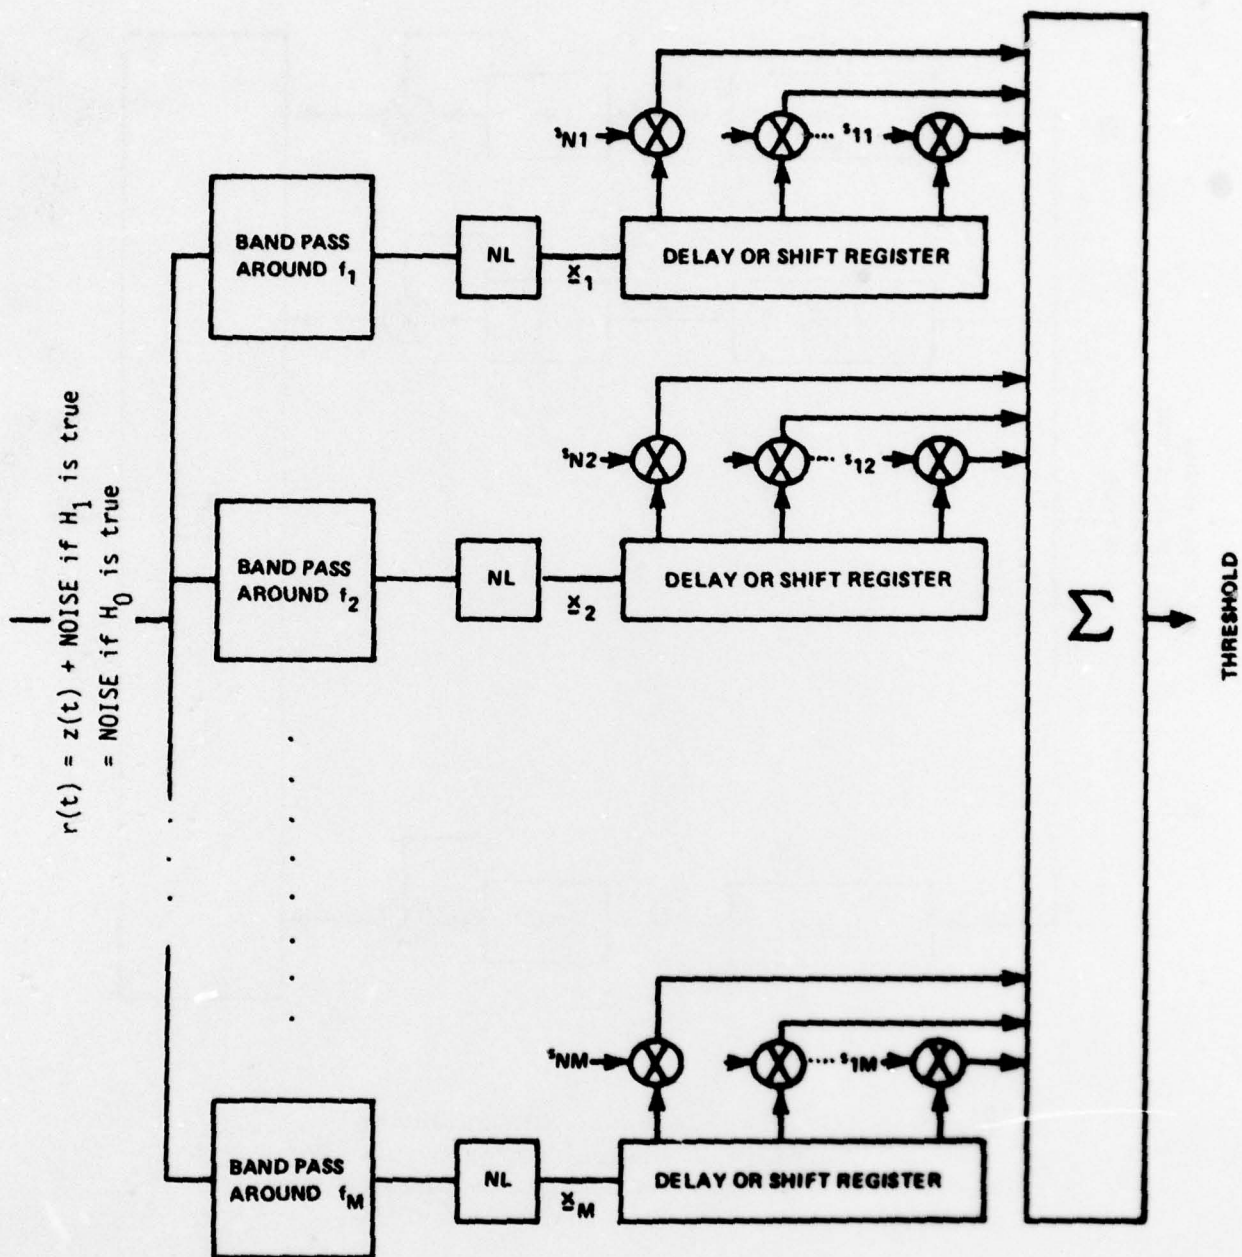 r(t) = z(t) + NOISE if H₁ is true
= NOISE if H₀ is true
BAND PASS
AROUND f₁
NL
x₁
DELAY OR SHIFT REGISTER
sN1
s11
BAND PASS
AROUND f₂
NL
x₂
DELAY OR SHIFT REGISTER
sN2
s12
BAND PASS
AROUND fM
NL
xM
DELAY OR SHIFT REGISTER
sNM
s1M
Σ
THRESHOLD